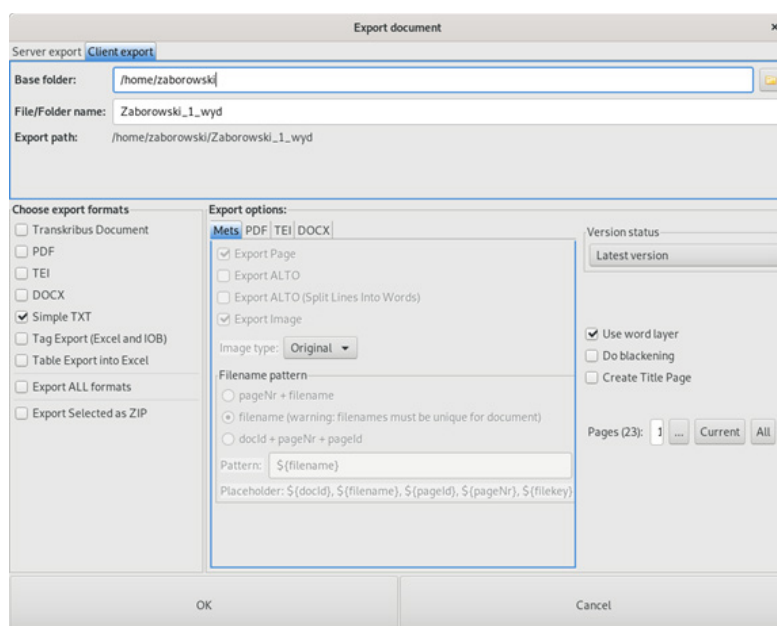 Export document
Server export Client export
Base folder: /home/zaborowski
File/Folder name: Zaborowski_1_wyd
Export path: /home/zaborowski/Zaborowski_1_wyd
Choose export formats
Transkribus Document
PDF
TEI
DOCX
Simple TXT
Tag Export (Excel and IOB)
Table Export into Excel
Export ALL formats
Export Selected as ZIP
Export options:
Mets PDF TEI DOCX
Export Page
Export ALTO
Export ALTO (Split Lines Into Words)
Export Image
Image type: Original
Filename pattern
pageNr + filename
filename (warning: filenames must be unique for document)
docId + pageNr + pageId
Pattern: ${filename}
Placeholder: ${docId}, ${filename}, ${pageId}, ${pageNr}, ${filekey}
Version status
Latest version
Use word layer
Do blackening
Create Title Page
Pages (23): 1 ... Current All
OK Cancel